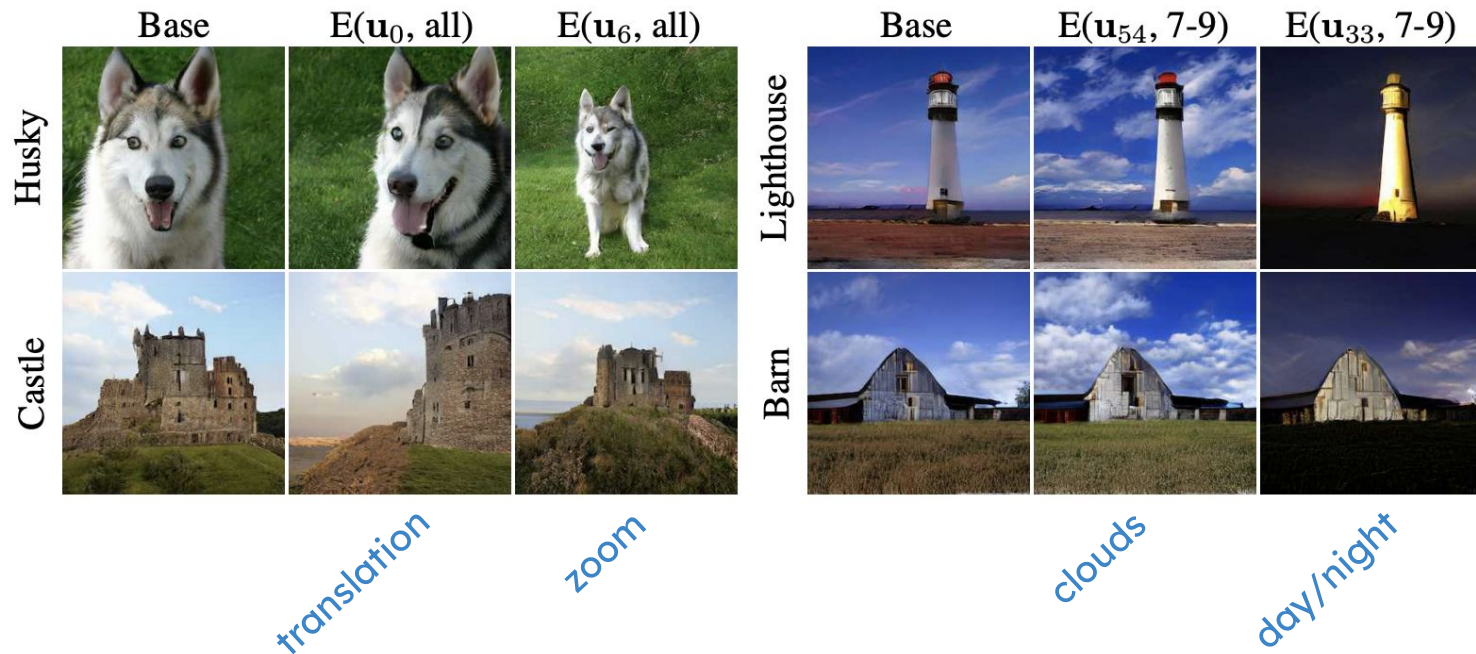 Base E(u₀, all) E(u₆, all) Base E(u₅₄, 7-9) E(u₃₃, 7-9)
Husky Lighthouse
Castle Barn
translation zoom clouds day/night